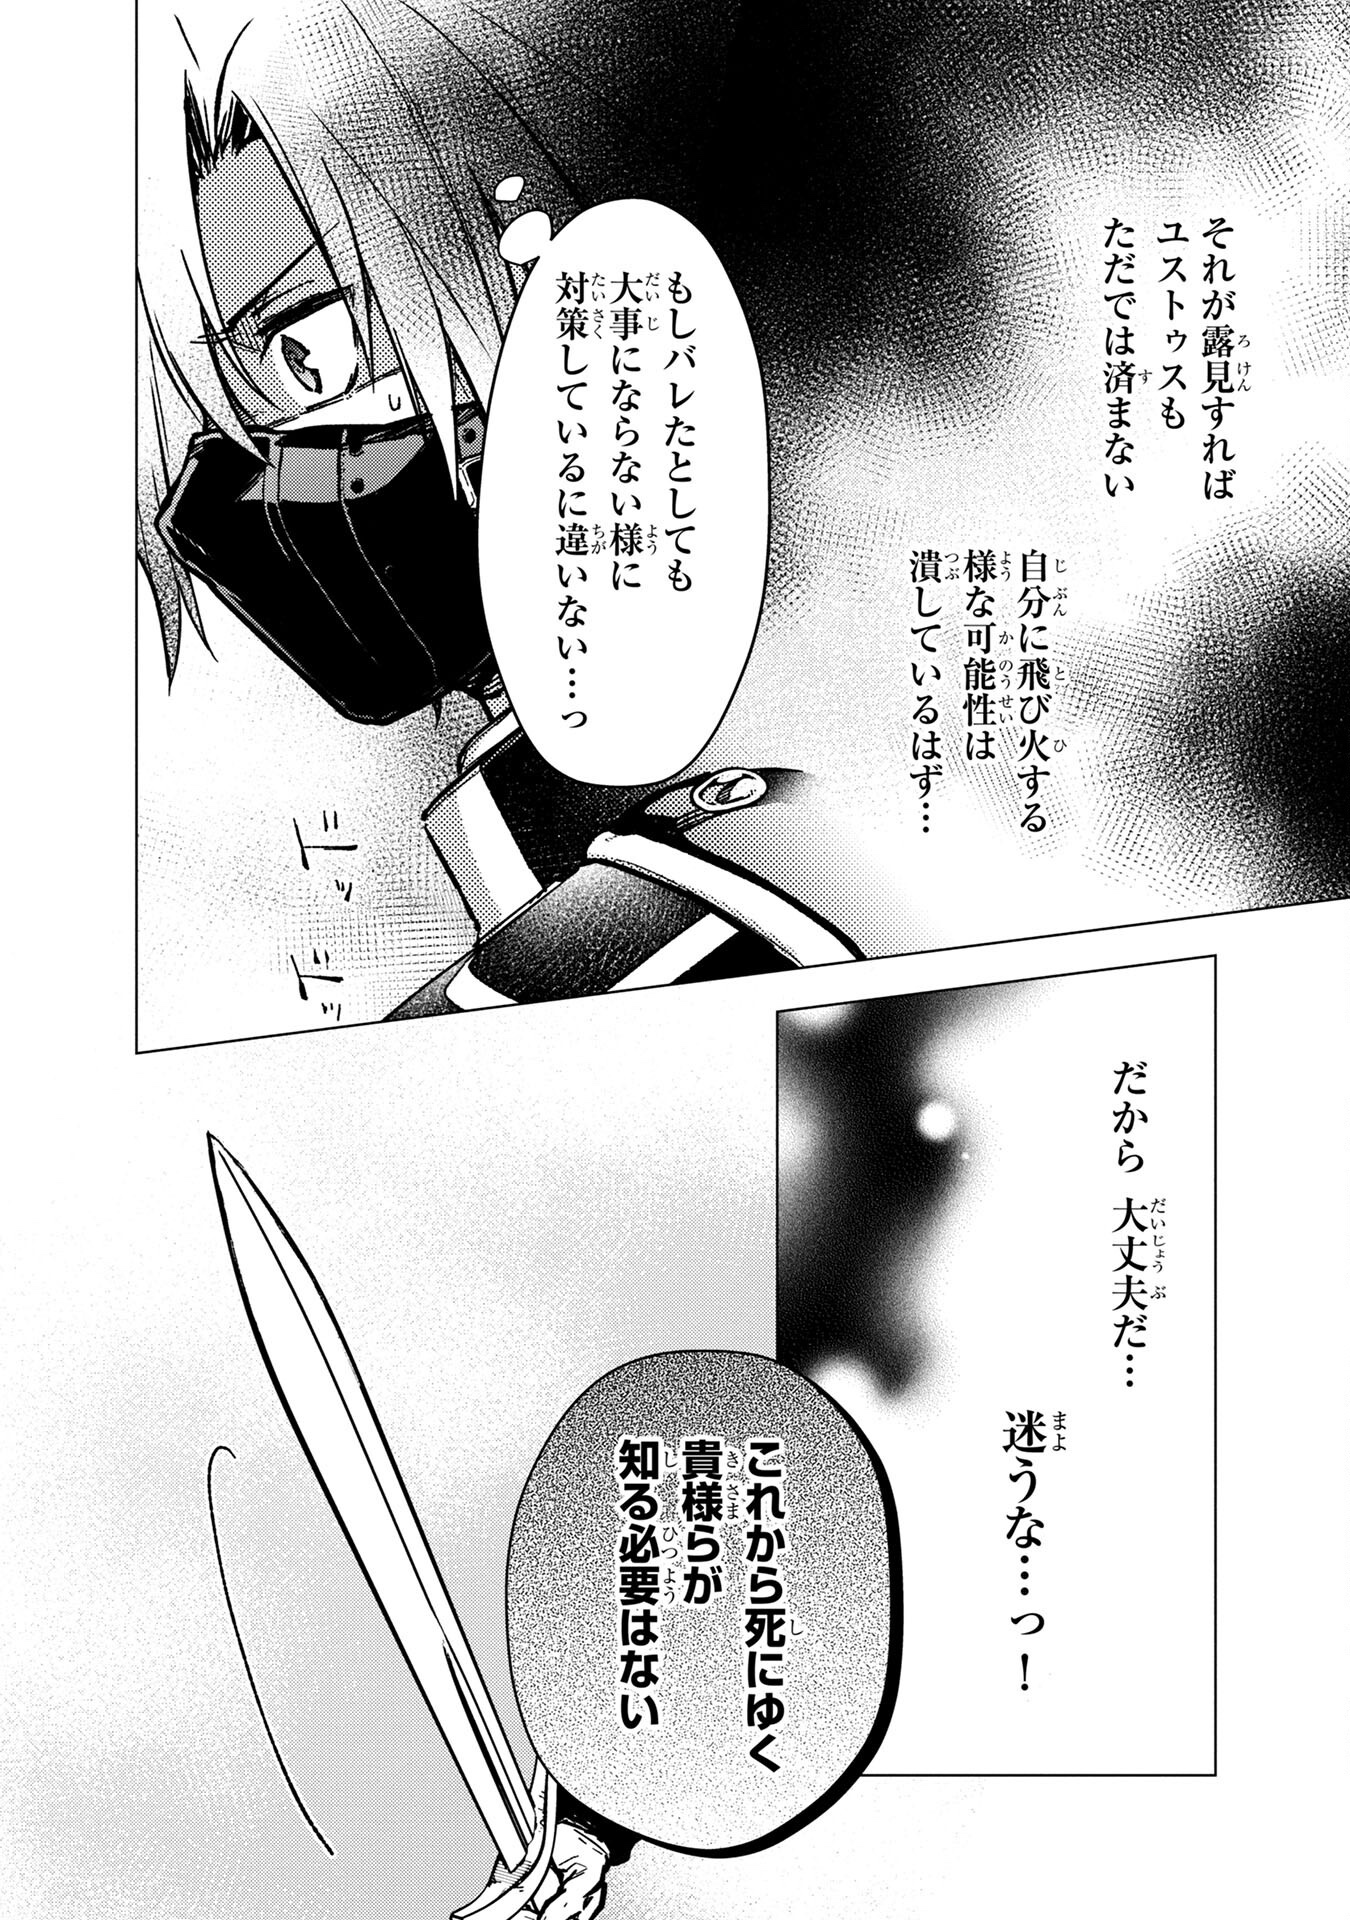 それが露見すれば
ユストゥスも
ただでは済まない
自分に飛び火する
様な可能性は
潰しているはず…
もしバレたとしても
大事にならない様に
対策しているに違いない…っ
ドッ
ドッ
だから 大丈夫だ…
迷うな…っ！
これから死にゆく
貴様らが
知る必要はない